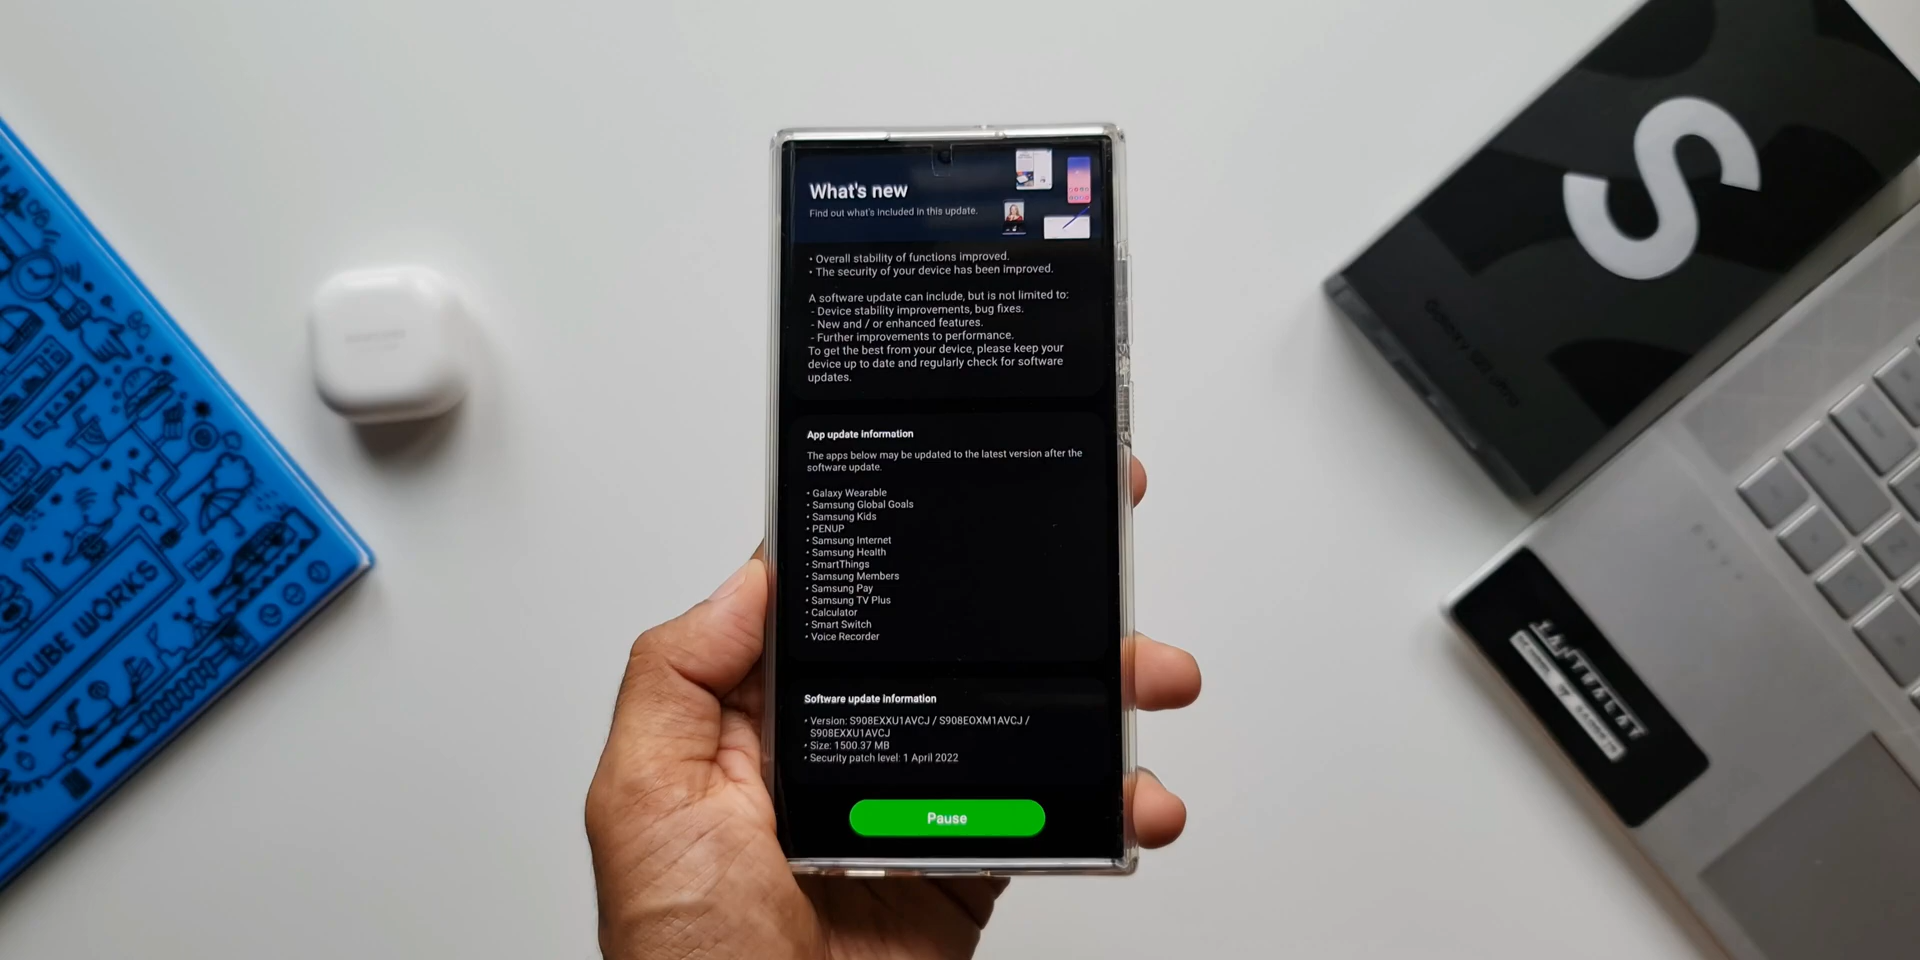 What's new
Find out what's included in this update.
• Overall stability of functions improved.
• The security of your device has been improved.
A software update can include, but is not limited to:
- Device stability improvements, bug fixes.
- New and / or enhanced features.
- Further improvements to performance.
To get the best from your device, please keep your
device up to date and regularly check for software
updates.
App update information
The apps below may be updated to the latest version after the
software update.
• Galaxy Wearable
• Samsung Global Goals
• Samsung Kids
• PENUP
• Samsung Internet
• Samsung Health
• SmartThings
• Samsung Members
• Samsung Pay
• Samsung TV Plus
• Calculator
• Smart Switch
• Voice Recorder
Software update information
• Version: S908EXXU1AVCJ / S908EOXM1AVCJ /
S908EXXU1AVCJ
• Size: 1500.37 MB
• Security patch level: 1 April 2022
Pause
CUBE WORKS
S
Galaxy S22 Ultra
ENVY